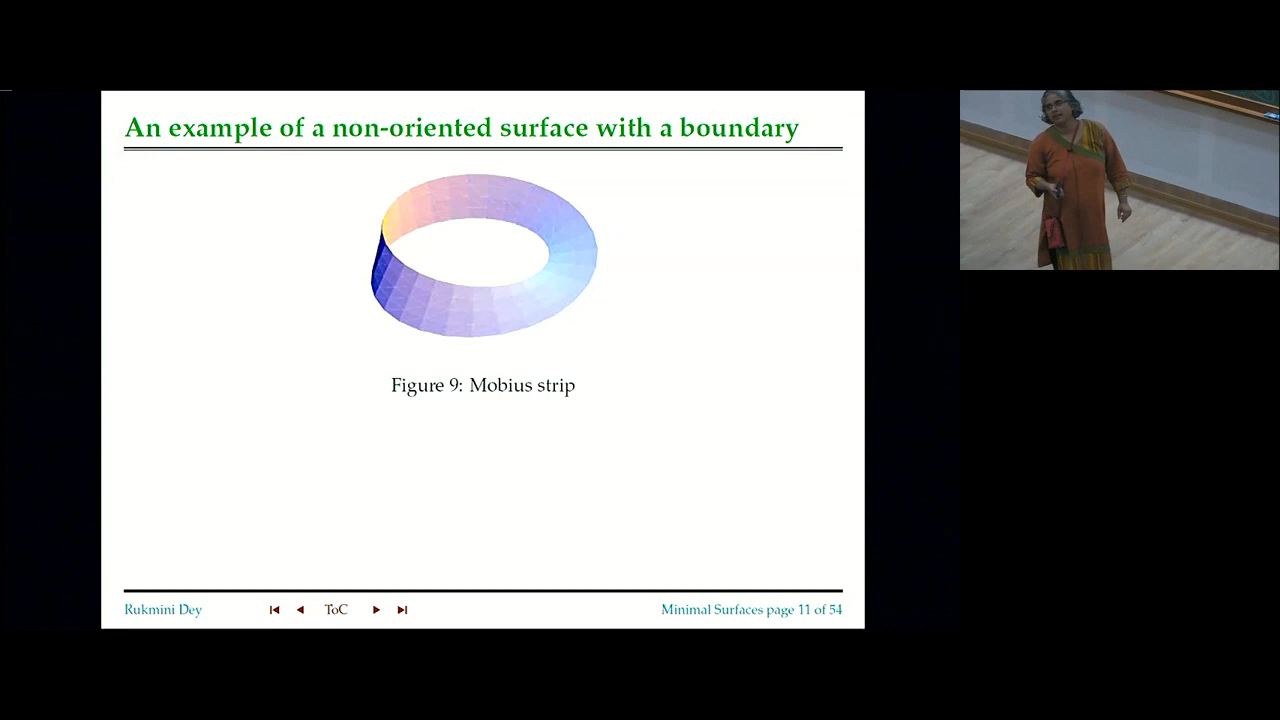 An example of a non-oriented surface with a boundary
Figure 9: Mobius strip
Rukmini Dey
ToC
Minimal Surfaces page 11 of 54